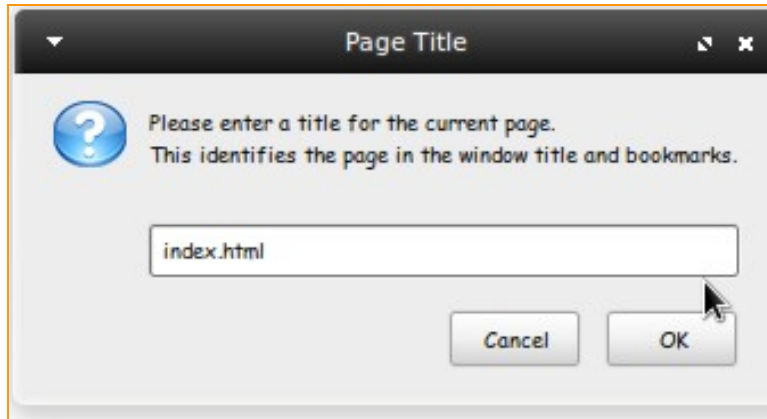 Page Title
Please enter a title for the current page.
This identifies the page in the window title and bookmarks.
index.html
Cancel
OK